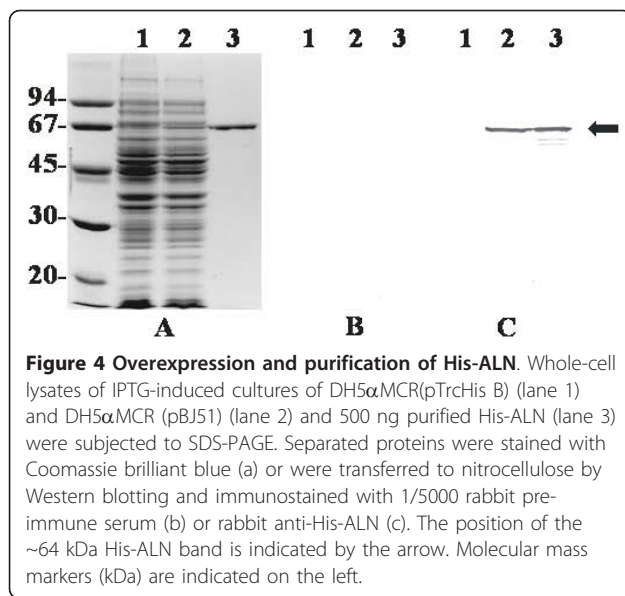 1 2 3 1 2 3 1 2 3
94-
67-
45-
30-
20-
A B C
Figure 4 Overexpression and purification of His-ALN. Whole-cell
lysates of IPTG-induced cultures of DH5αMCR(pTrcHis B) (lane 1)
and DH5αMCR (pBJ51) (lane 2) and 500 ng purified His-ALN (lane 3)
were subjected to SDS-PAGE. Separated proteins were stained with
Coomassie brilliant blue (a) or were transferred to nitrocellulose by
Western blotting and immunostained with 1/5000 rabbit pre-
immune serum (b) or rabbit anti-His-ALN (c). The position of the
~64 kDa His-ALN band is indicated by the arrow. Molecular mass
markers (kDa) are indicated on the left.